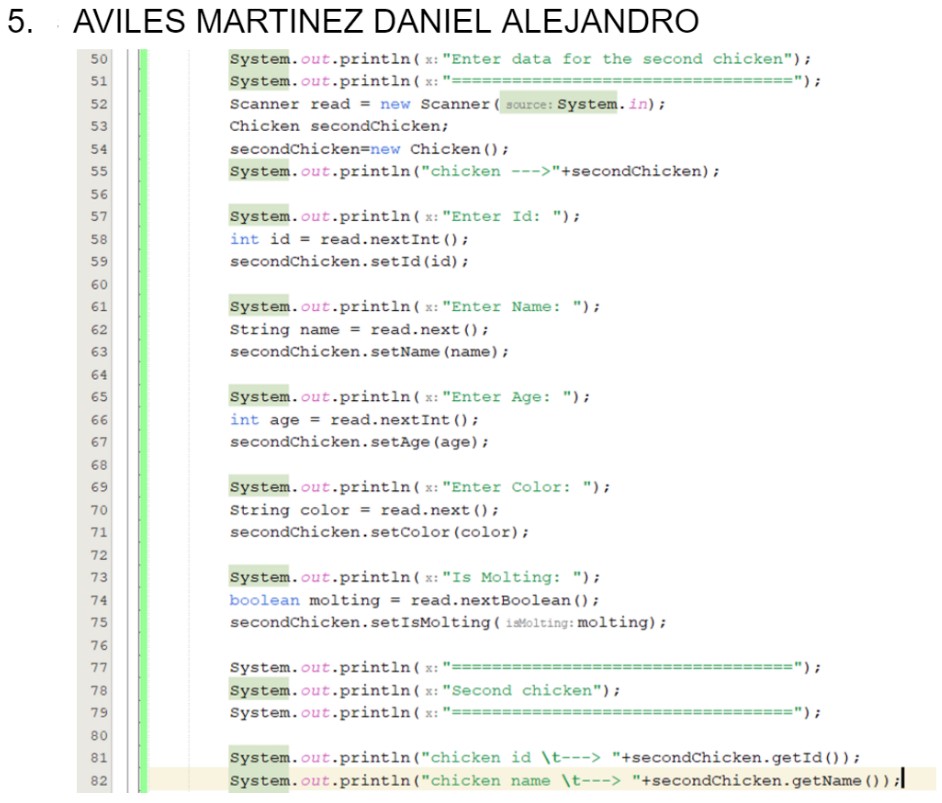 5. AVILES MARTINEZ DANIEL ALEJANDRO
50 System.out.println( x: "Enter data for the second chicken");
51 System.out.println( x: "==================================");
52 Scanner read = new Scanner( source: System.in);
53 Chicken secondChicken;
54 secondChicken=new Chicken();
55 System.out.println("chicken --->"+secondChicken);
56
57 System.out.println( x: "Enter Id: ");
58 int id = read.nextInt();
59 secondChicken.setId(id);
60
61 System.out.println( x: "Enter Name: ");
62 String name = read.next();
63 secondChicken.setName(name);
64
65 System.out.println( x: "Enter Age: ");
66 int age = read.nextInt();
67 secondChicken.setAge(age);
68
69 System.out.println( x: "Enter Color: ");
70 String color = read.next();
71 secondChicken.setColor(color);
72
73 System.out.println( x: "Is Molting: ");
74 boolean molting = read.nextBoolean();
75 secondChicken.setIsMolting( isMolting: molting);
76
77 System.out.println( x: "==================================");
78 System.out.println( x: "Second chicken");
79 System.out.println( x: "==================================");
80
81 System.out.println("chicken id \t---> "+secondChicken.getId());
82 System.out.println("chicken name \t---> "+secondChicken.getName());